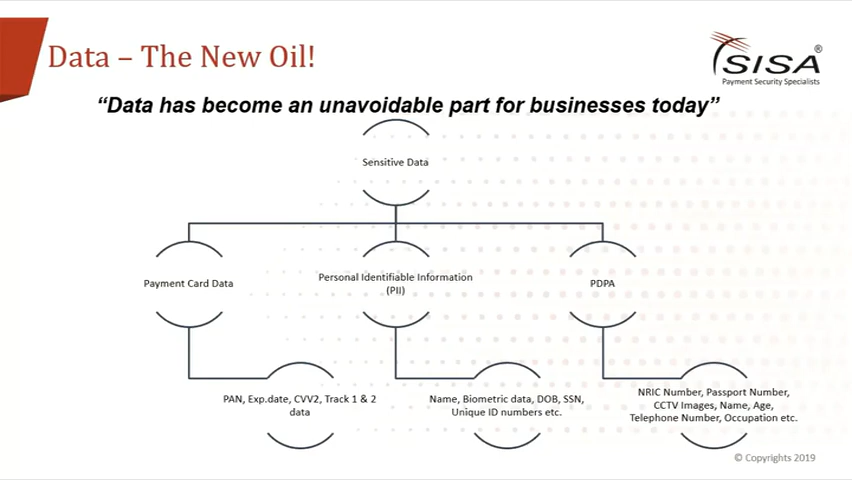 Data – The New Oil!
SISA®
Payment Security Specialists
“Data has become an unavoidable part for businesses today”
Sensitive Data
Payment Card Data
Personal Identifiable Information
(PII)
PDPA
PAN, Exp.date, CVV2, Track 1 & 2
data
Name, Biometric data, DOB, SSN,
Unique ID numbers etc.
NRIC Number, Passport Number,
CCTV Images, Name, Age,
Telephone Number, Occupation etc.
© Copyrights 2019